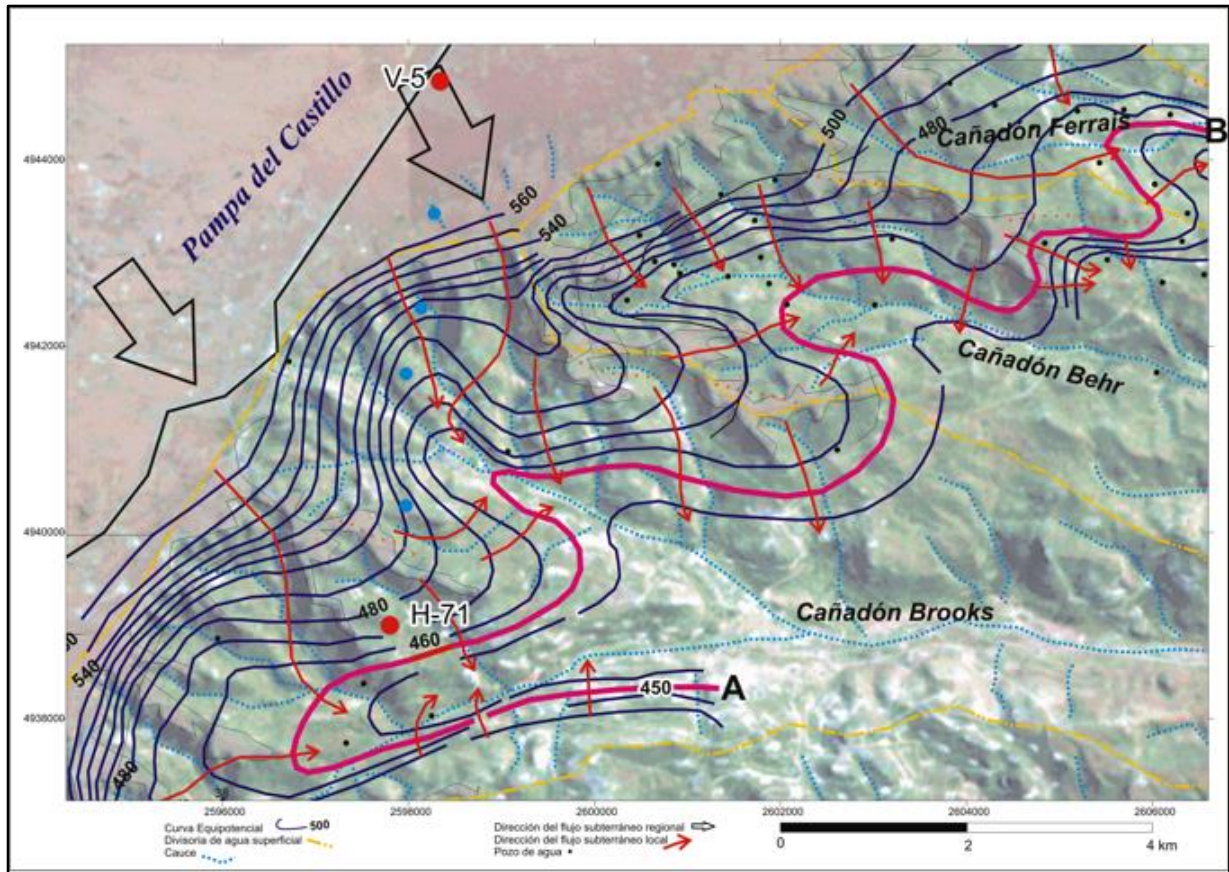 V-5
Pampa del Castillo
560
540
500
480
Cañadón Ferrais
B
4944000
4942000
Cañadón Behr
4940000
Cañadón Brooks
480
H-71
460
540
450
A
4938000
480
2596000
2598000
2600000
2602000
2604000
2606000
Curva Equipotencial 500
Divisoria de agua superficial
Cauce
Dirección del flujo subterráneo regional
Dirección del flujo subterráneo local
Pozo de agua
0
2
4 km